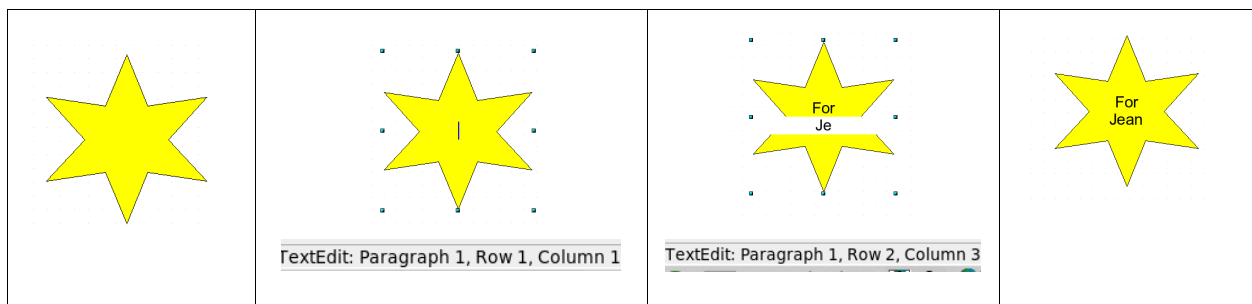 TextEdit: Paragraph 1, Row 1, Column 1
For
Je
TextEdit: Paragraph 1, Row 2, Column 3
For
Jean